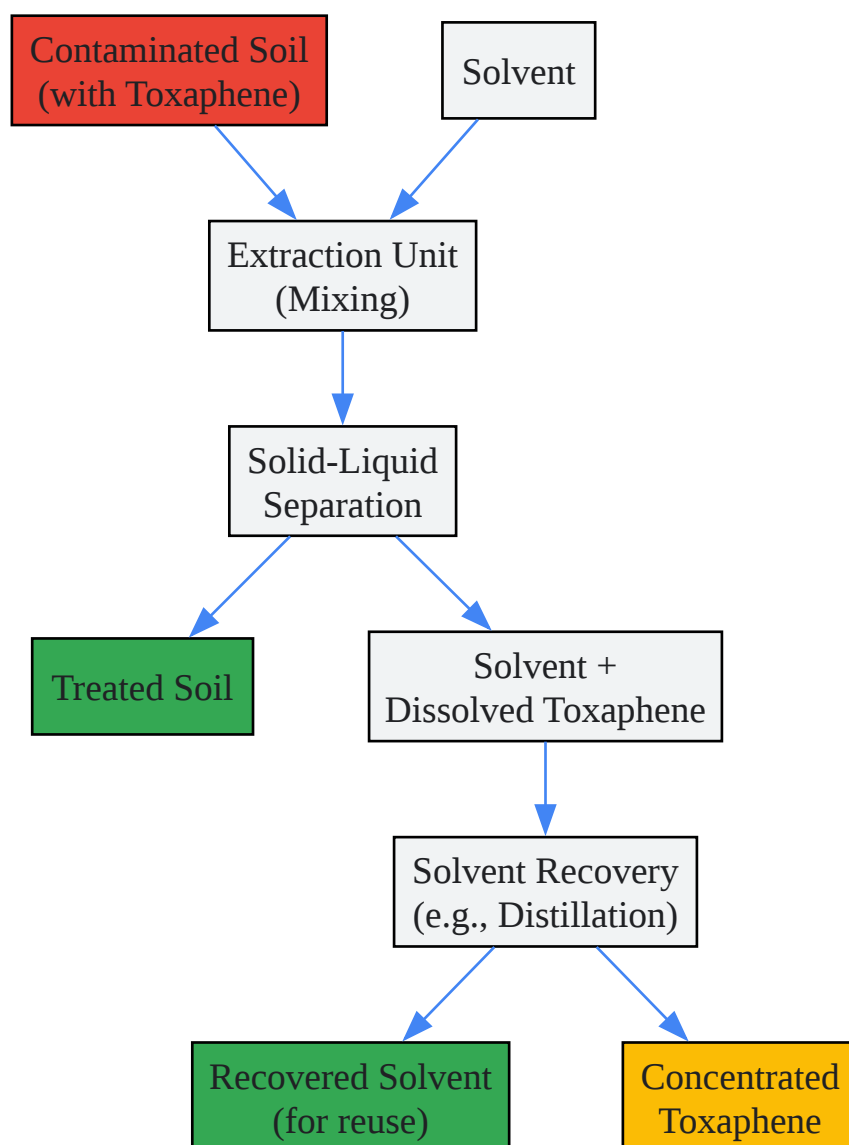 Contaminated Soil
(with Toxaphene)
Solvent
Extraction Unit
(Mixing)
Solid-Liquid
Separation
Treated Soil
Solvent +
Dissolved Toxaphene
Solvent Recovery
(e.g., Distillation)
Recovered Solvent
(for reuse)
Concentrated
Toxaphene